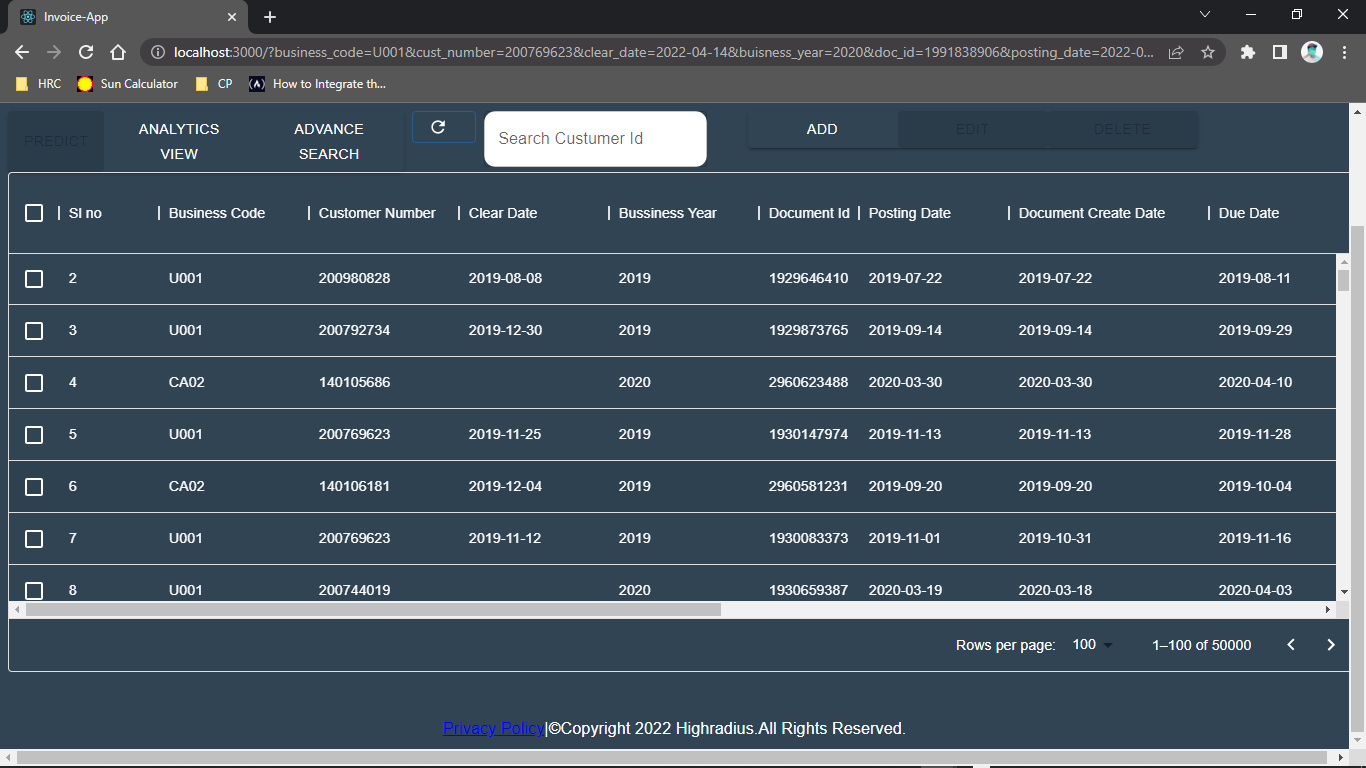 Invoice-App
localhost:3000/?business_code=U001&cust_number=200769623&clear_date=2022-04-14&buisness_year=2020&doc_id=1991838906&posting_date=2022-0...
HRC Sun Calculator CP How to Integrate th...
PREDICT ANALYTICS VIEW ADVANCE SEARCH Search Custumer Id ADD EDIT DELETE
Sl no Business Code Customer Number Clear Date Bussiness Year Document Id Posting Date Document Create Date Due Date
2 U001 200980828 2019-08-08 2019 1929646410 2019-07-22 2019-07-22 2019-08-11
3 U001 200792734 2019-12-30 2019 1929873765 2019-09-14 2019-09-14 2019-09-29
4 CA02 140105686 2020 2960623488 2020-03-30 2020-03-30 2020-04-10
5 U001 200769623 2019-11-25 2019 1930147974 2019-11-13 2019-11-13 2019-11-28
6 CA02 140106181 2019-12-04 2019 2960581231 2019-09-20 2019-09-20 2019-10-04
7 U001 200769623 2019-11-12 2019 1930083373 2019-11-01 2019-10-31 2019-11-16
8 U001 200744019 2020 1930659387 2020-03-19 2020-03-18 2020-04-03
Rows per page: 100 1–100 of 50000
Privacy Policy|©Copyright 2022 Highradius.All Rights Reserved.